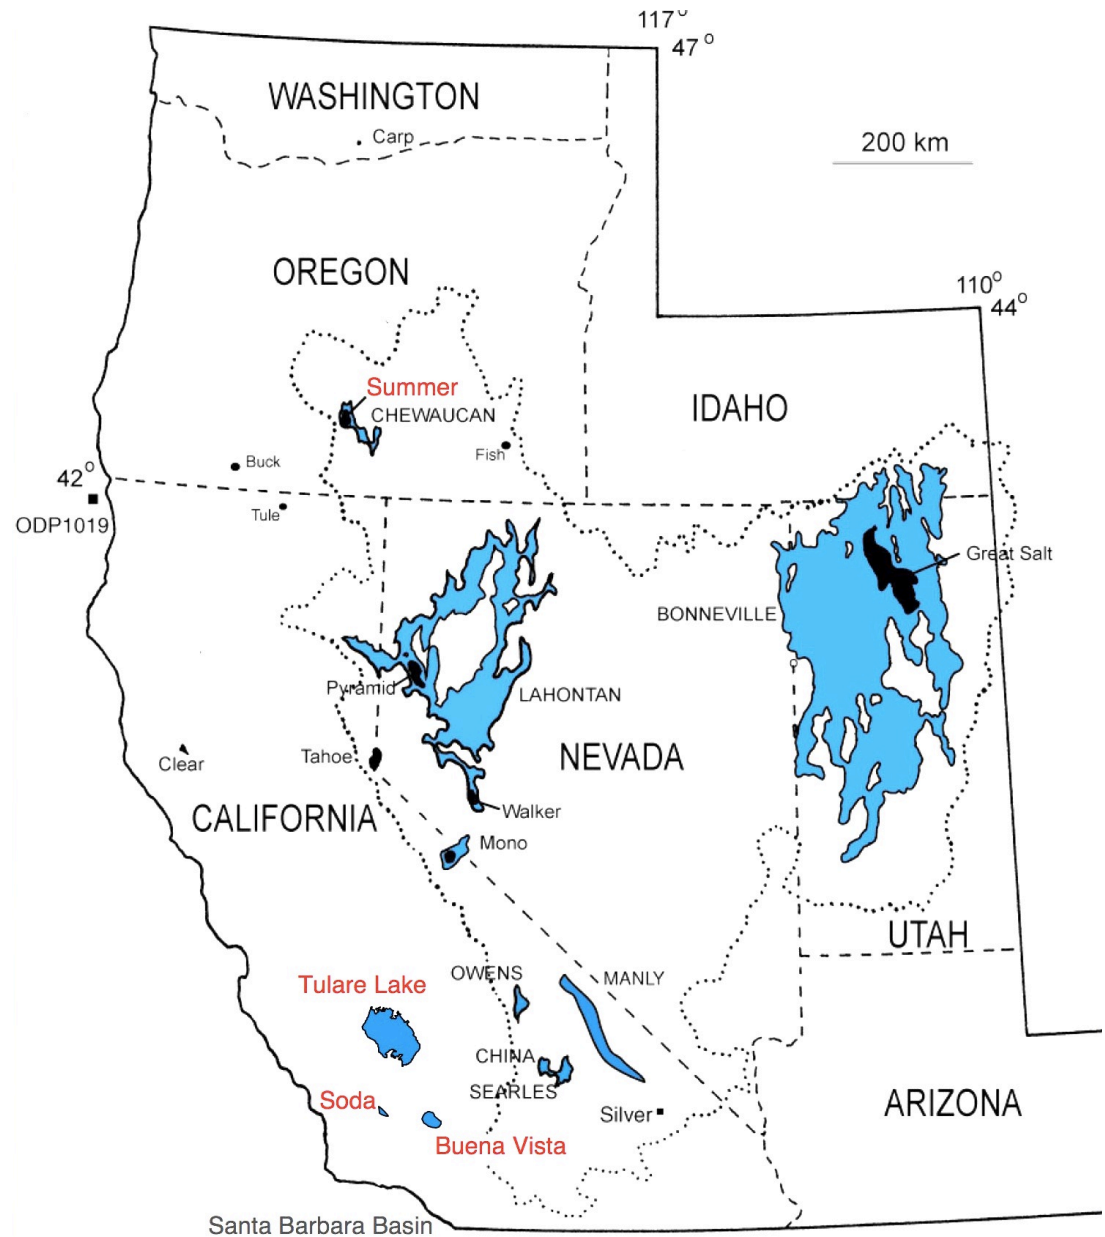 117°
47°
WASHINGTON
Carp
200 km
OREGON
110°
44°
Summer
CHEWAUCAN
IDAHO
Fish
Buck
42°
ODP1019
Tule
Great Salt
BONNEVILLE
Pyramid
LAHONTAN
Tahoe
NEVADA
Clear
CALIFORNIA
Walker
Mono
UTAH
OWENS
MANLY
Tulare Lake
CHINA
SEARLES
Soda
Silver
ARIZONA
Buena Vista
Santa Barbara Basin